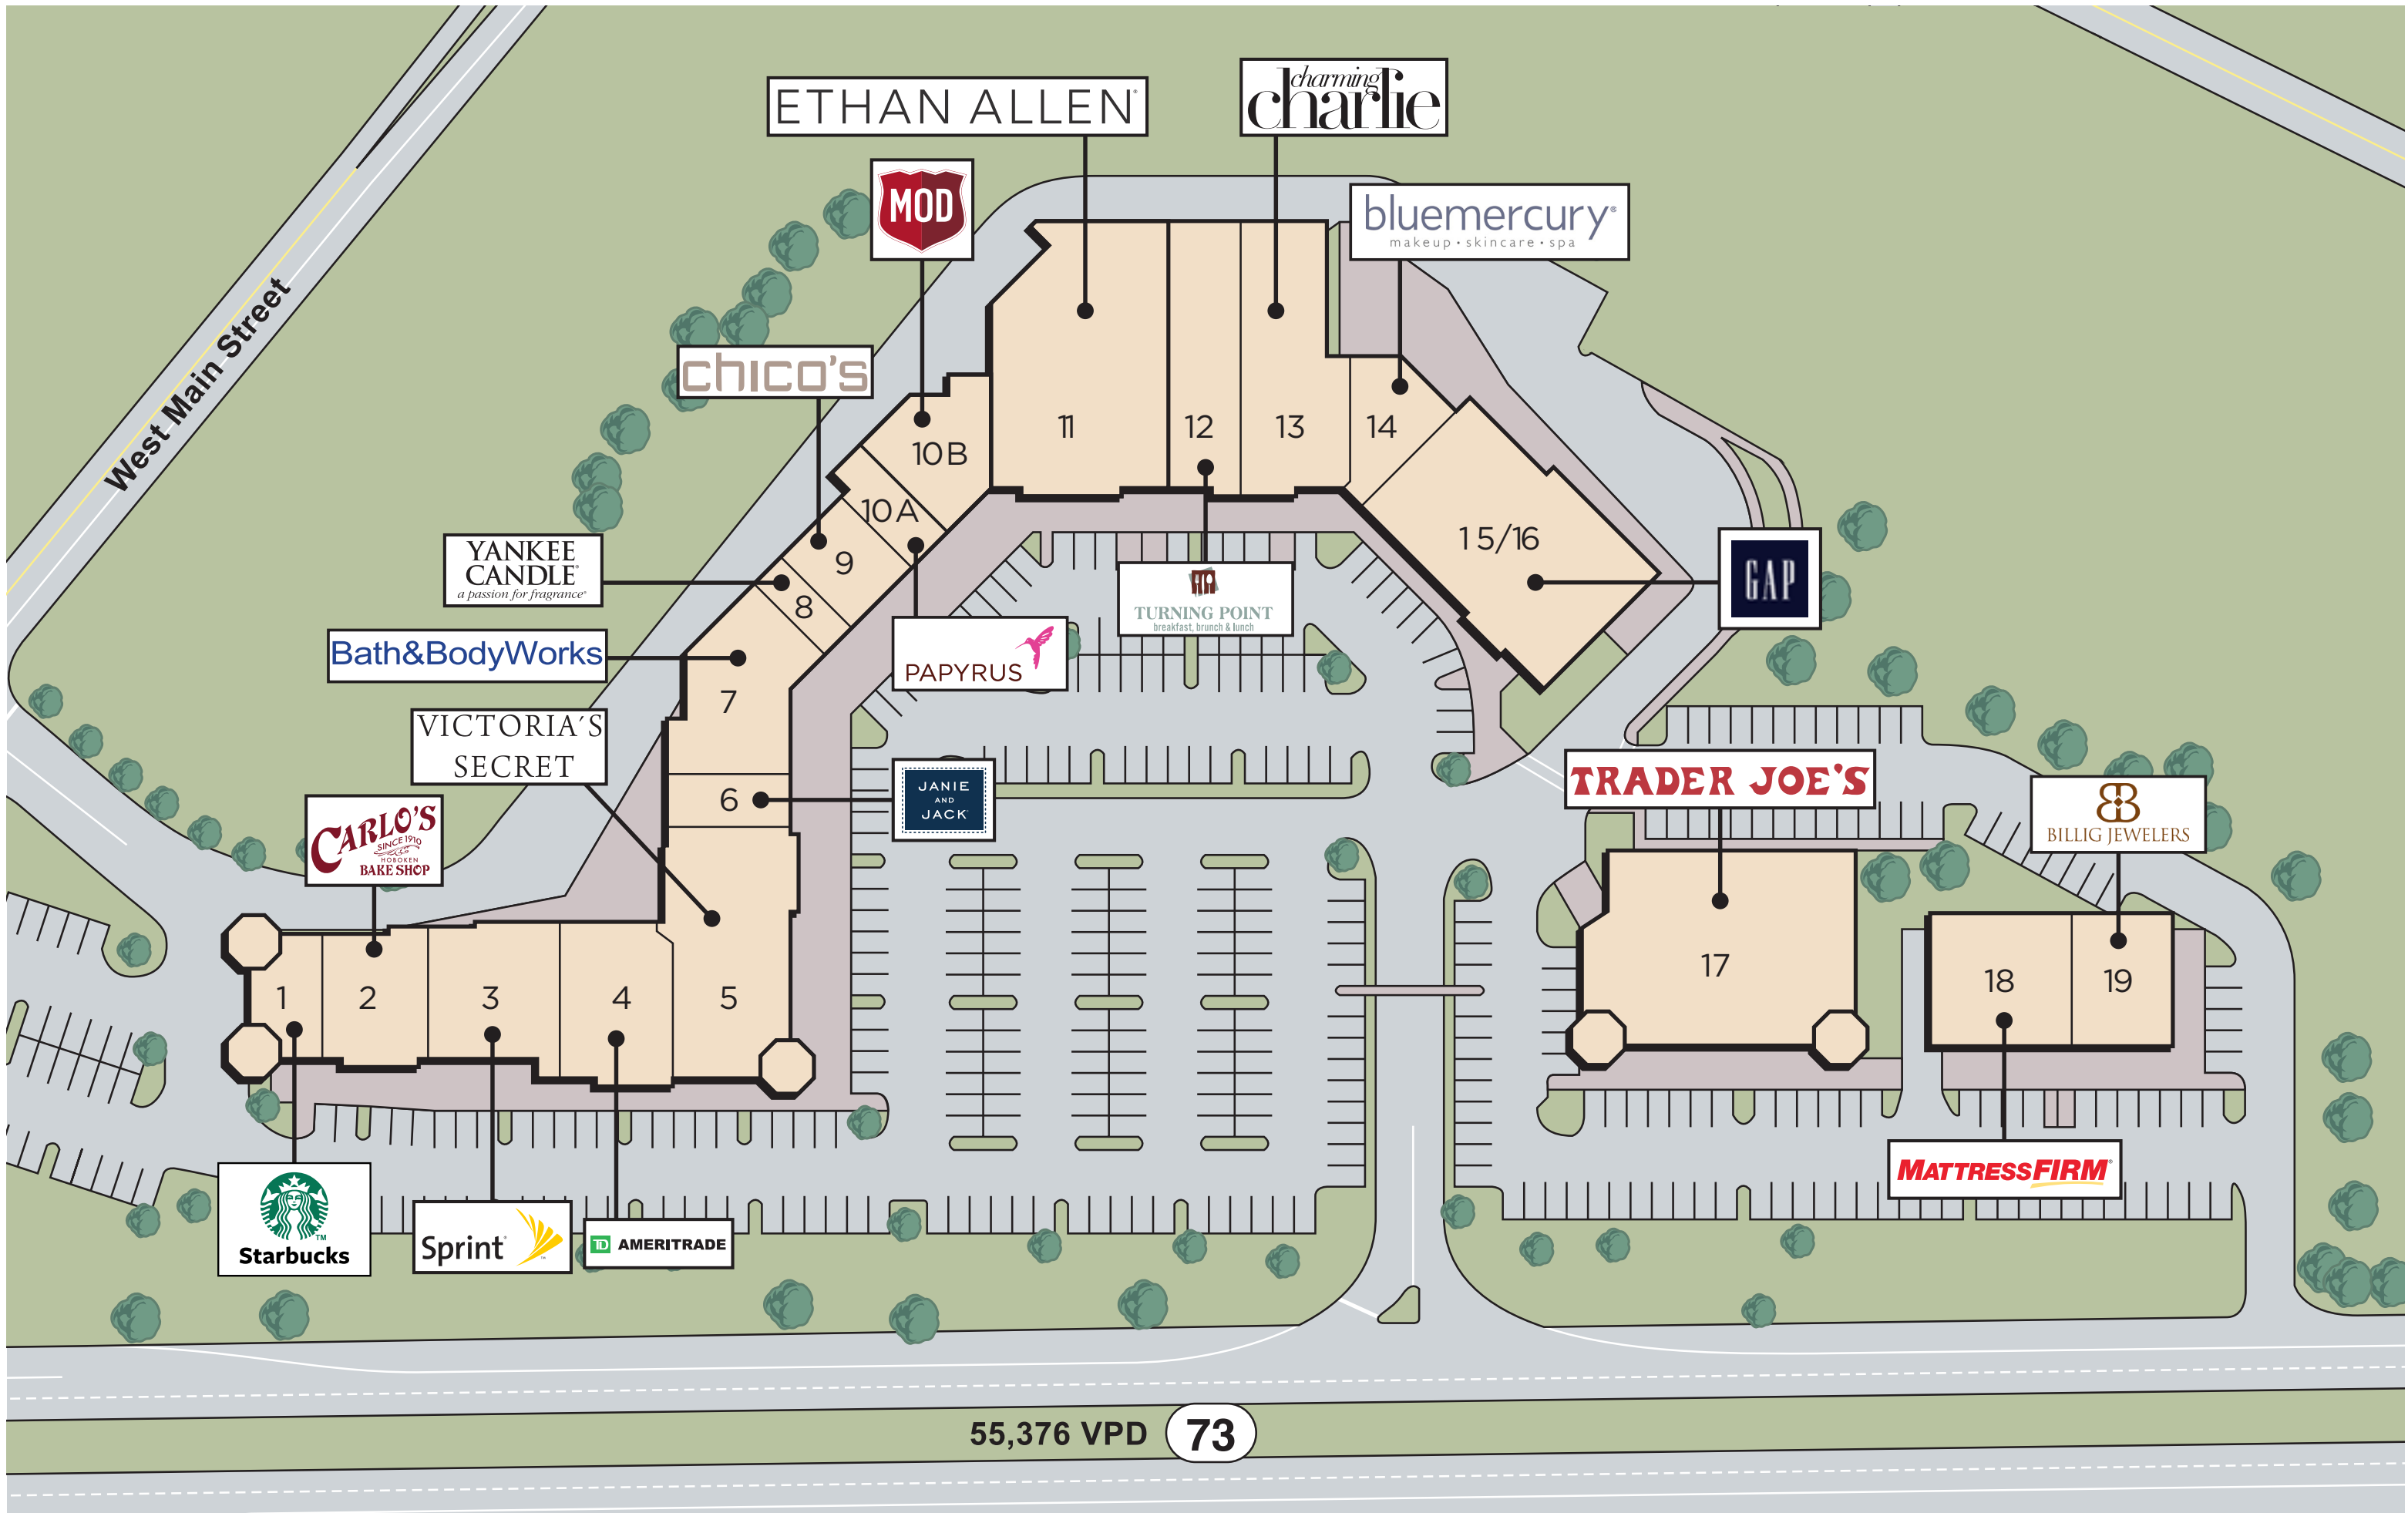 ETHAN ALLEN®
charming
charlie
MOD
bluemercury®
makeup • skincare • spa
West Main Street
chico's
11
12
13
14
10B
10A
9
8
7
6
15/16
YANKEE
CANDLE®
a passion for fragrance®
Bath&BodyWorks
PAPYRUS
TURNING POINT
breakfast, brunch & lunch
GAP
VICTORIA´S
SECRET
JANIE
AND
JACK
TRADER JOE'S
BB
BILLIG JEWELERS
CARLO'S
SINCE 1910
HOBOKEN
BAKE SHOP
1
2
3
4
5
17
18
19
Starbucks
TM
Sprint
TD AMERITRADE
MATTRESSFIRM®
55,376 VPD 73